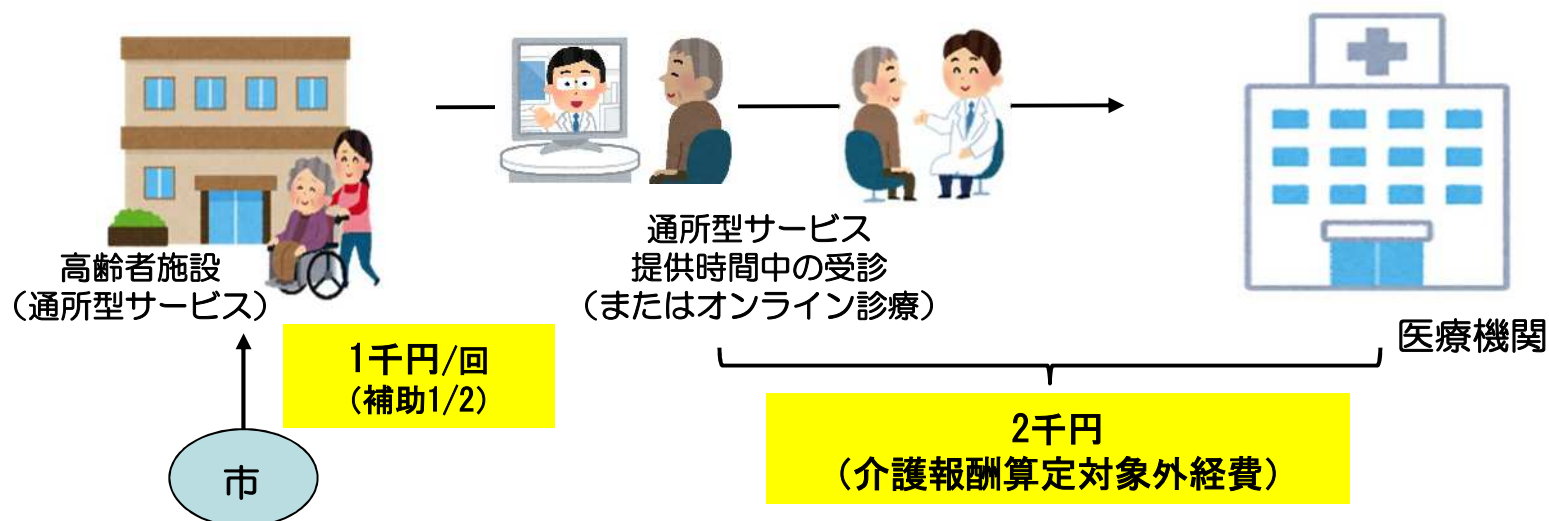 高齢者施設
（通所型サービス）
通所型サービス
提供時間中の受診
（またはオンライン診療）
医療機関
1千円/回
（補助1/2）
市
2千円
（介護報酬算定対象外経費）